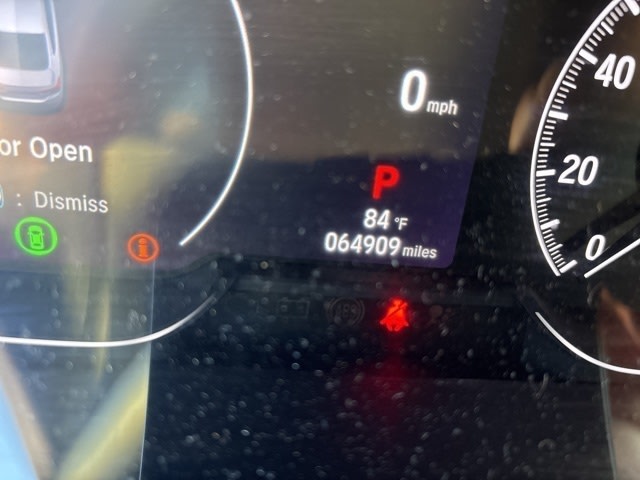 40
0 mph
or Open
20
P
: Dismiss
84 °F
0
064909 miles